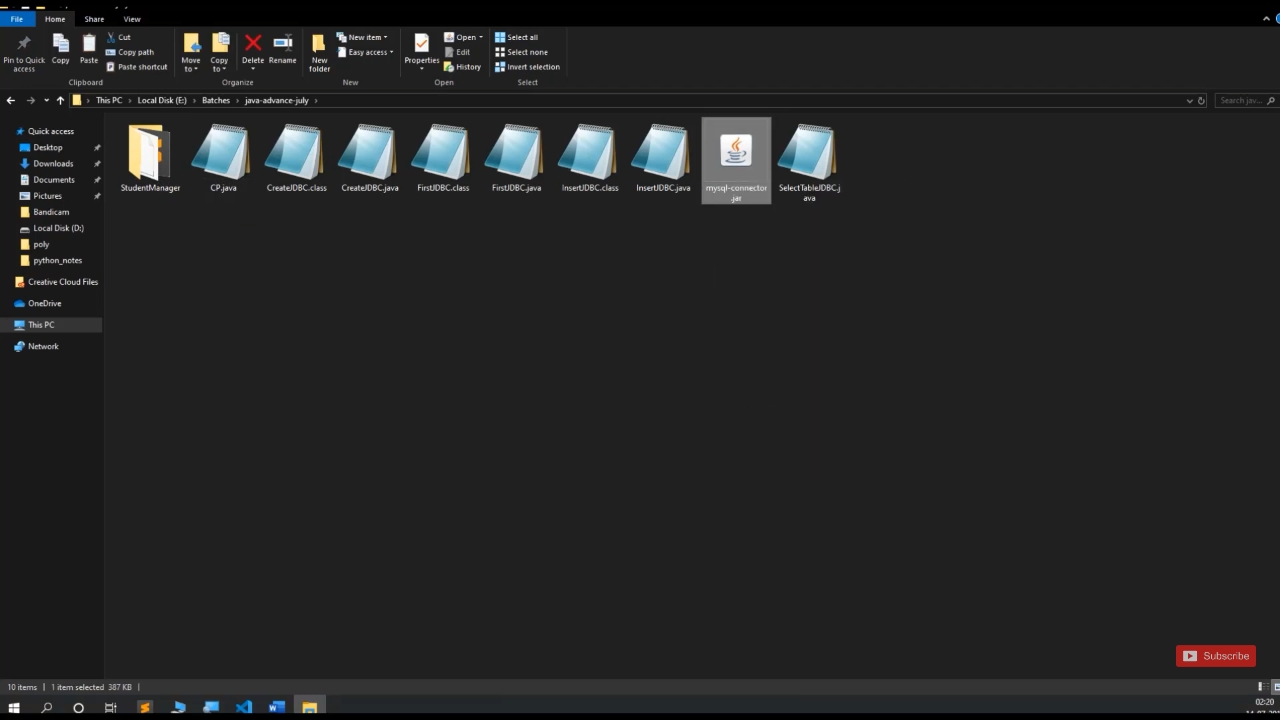 File Home Share View
Pin to Quick access
Copy
Paste
Cut
Copy path
Paste shortcut
Clipboard
Move to
Copy to
Delete
Rename
Organize
New folder
New item
Easy access
New
Properties
Open
Edit
History
Open
Select all
Select none
Invert selection
Select
This PC › Local Disk (E:) › Batches › java-advance-july ›
Search jav...
Quick access
Desktop
Downloads
Documents
Pictures
Bandicam
Local Disk (D:)
poly
python_notes
Creative Cloud Files
OneDrive
This PC
Network
StudentManager
CP.java
CreateJDBC.class
CreateJDBC.java
FirstJDBC.class
FirstJDBC.java
InsertJDBC.class
InsertJDBC.java
mysql-connector
.jar
SelectTableJDBC.j
ava
Subscribe
10 items 1 item selected 387 KB
02:20